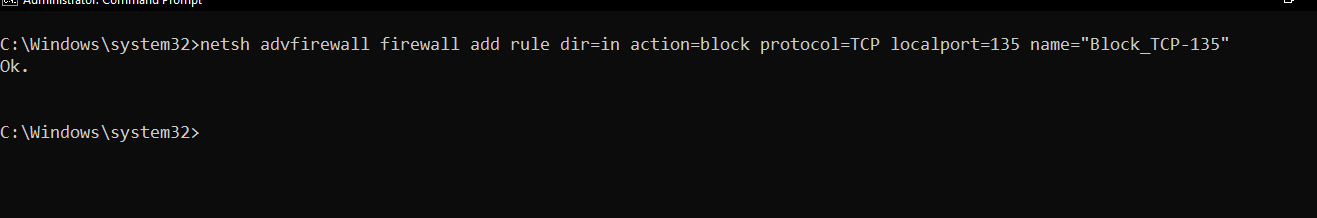 Administrator: Command Prompt
C:\Windows\system32>netsh advfirewall firewall add rule dir=in action=block protocol=TCP localport=135 name="Block_TCP-135"
Ok.
C:\Windows\system32>